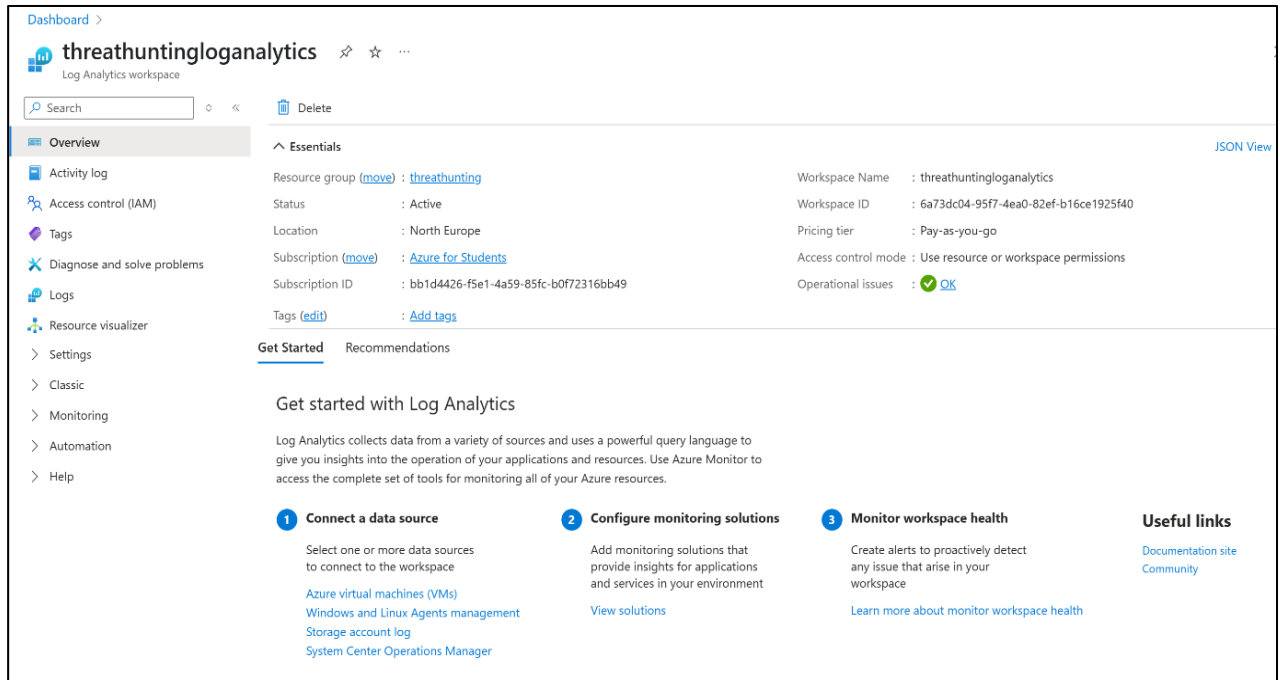 Dashboard >
threathuntingloganalytics ...
Log Analytics workspace
Search
«
Delete
Overview
Activity log
Access control (IAM)
Tags
Diagnose and solve problems
Logs
Resource visualizer
> Settings
> Classic
> Monitoring
> Automation
> Help
Essentials
JSON View
Resource group (move) : threathunting
Status : Active
Location : North Europe
Subscription (move) : Azure for Students
Subscription ID : bb1d4426-f5e1-4a59-85fc-b0f72316bb49
Tags (edit) : Add tags
Workspace Name : threathuntingloganalytics
Workspace ID : 6a73dc04-95f7-4ea0-82ef-b16ce1925f40
Pricing tier : Pay-as-you-go
Access control mode : Use resource or workspace permissions
Operational issues : OK
Get Started Recommendations
Get started with Log Analytics
Log Analytics collects data from a variety of sources and uses a powerful query language to
give you insights into the operation of your applications and resources. Use Azure Monitor to
access the complete set of tools for monitoring all of your Azure resources.
1 Connect a data source
Select one or more data sources
to connect to the workspace
Azure virtual machines (VMs)
Windows and Linux Agents management
Storage account log
System Center Operations Manager
2 Configure monitoring solutions
Add monitoring solutions that
provide insights for applications
and services in your environment
View solutions
3 Monitor workspace health
Create alerts to proactively detect
any issue that arise in your
workspace
Learn more about monitor workspace health
Useful links
Documentation site
Community